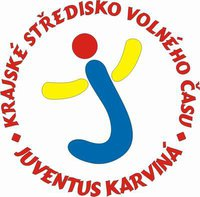 • KRAJSKÉ STŘEDISKO VOLNÉHO ČASU •
JUVENTUS KARVINÁ